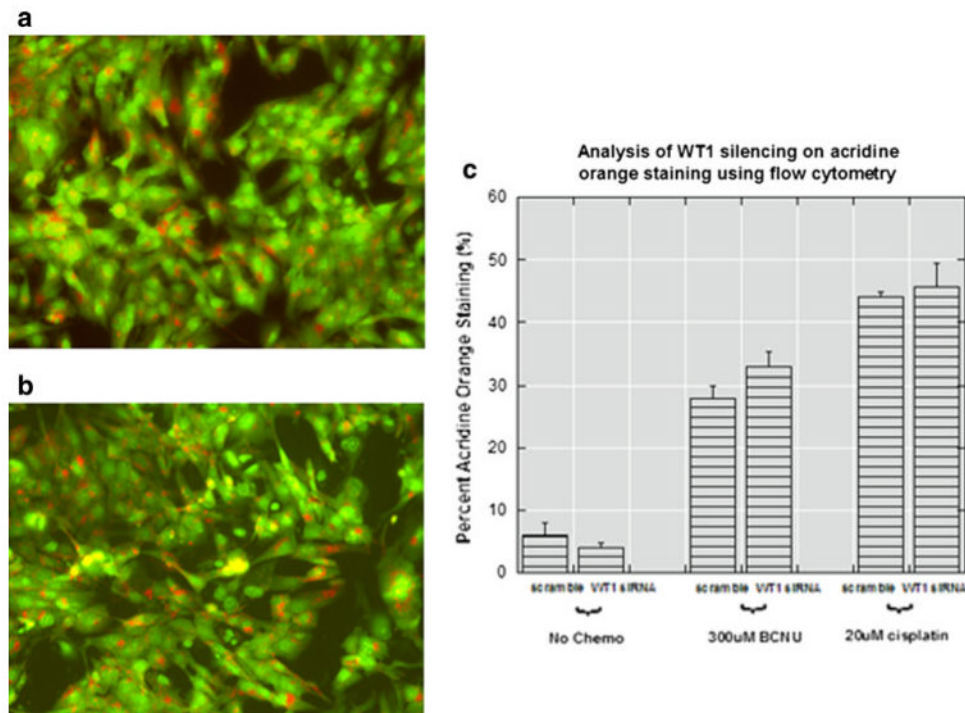 a
b
c
Analysis of WT1 silencing on acridine
orange staining using flow cytometry
Percent Acridine Orange Staining (%)
60
50
40
30
20
10
0
scramble WT1 siRNA scramble WT1 siRNA scramble WT1 siRNA
No Chemo 300uM BCNU 20uM cisplatin